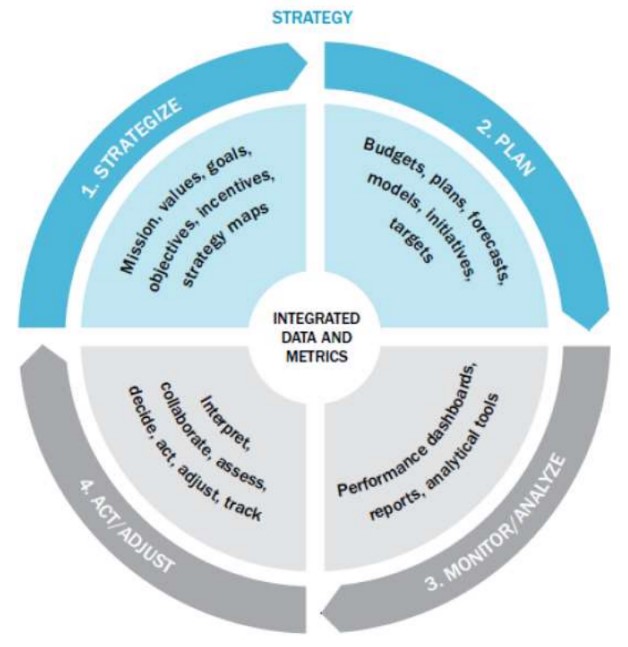 STRATEGY
1. STRATEGIZE
Mission, values, goals,
objectives, incentives,
strategy maps
2. PLAN
Budgets, plans, forecasts,
models, initiatives,
targets
INTEGRATED
DATA AND
METRICS
Performance dashboards,
reports, analytical tools
3. MONITOR/ANALYZE
Interpret,
collaborate, assess,
decide, act, adjust, track
4. ACT/ADJUST